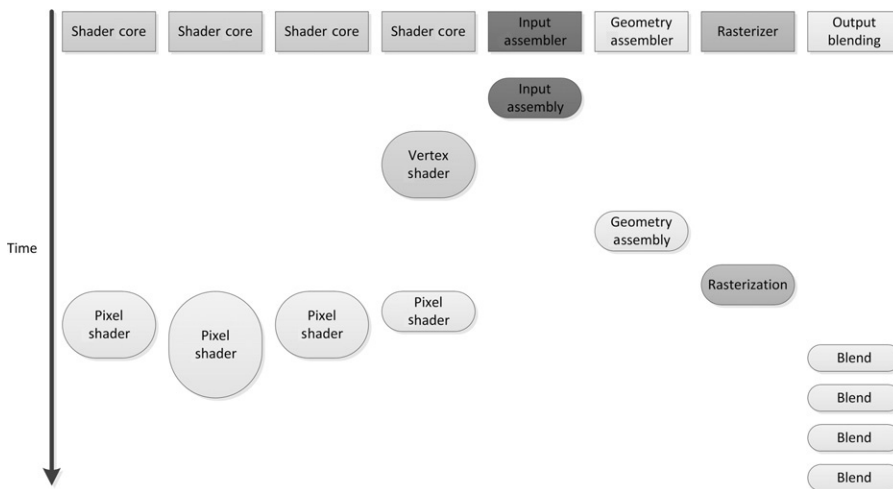 Shader core
Shader core
Shader core
Shader core
Input
assembler
Geometry
assembler
Rasterizer
Output
blending
Input
assembly
Vertex
shader
Geometry
assembly
Time
Rasterization
Pixel
shader
Pixel
shader
Pixel
shader
Pixel
shader
Blend
Blend
Blend
Blend